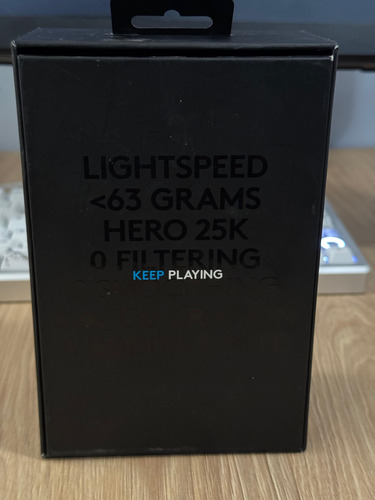 LIGHTSPEED
<63 GRAMS
HERO 25K
0 FILTERING
KEEP PLAYING